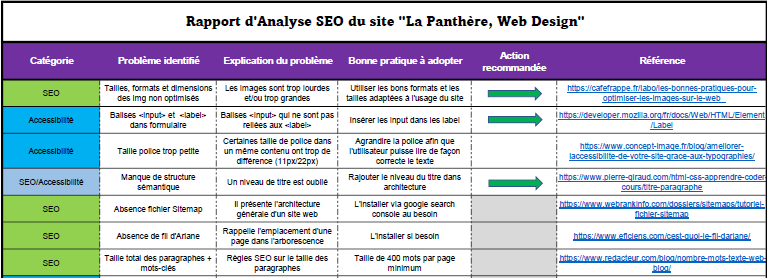 Rapport d'Analyse SEO du site "La Panthère, Web Design"
Catégorie Problème identifié Explication du problème Bonne pratique à adopter Action recommandée Référence
SEO
Tailles, formats et dimensions
des img non optimisés
Les images sont trop lourdes
et/ou trop grandes
Utiliser les bons formats et les
tailles adaptées à l'usage du site
https://cafefrappe.fr/labo/les-bonnes-pratiques-pour-
optimiser-les-images-sur-le-web
Accessibilité
Balises <input> et <label>
dans formulaire
Balises <input> qui ne sont pas
reliées aux <label>
Insérer les input dans les label
https://developer.mozilla.org/fr/docs/Web/HTML/Element
/Label
Accessibilité
Taille police trop petite
Certaines taille de police dans
un même contenu ont trop de
différence (11px/22px)
Agrandir la police afin que
l'utilisateur puisse lire de façon
correcte le texte
https://www.concept-image.fr/blog/ameliorer-
laccessibilite-de-votre-site-grace-aux-typographies/
SEO/Accessibilité
Manque de structure
sémantique
Un niveau de titre est oublié
Rajouter le niveau du titre dans
architecture
https://www.pierre-giraud.com/html-css-apprendre-coder-
cours/titre-paragraphe
SEO
Absence fichier Sitemap
Il présente l'architecture
générale d'un site web
L'installer via google search
console au besoin
https://www.webrankinfo.com/dossiers/sitemaps/tutoriel-
fichier-sitemap
SEO
Absence de fil d'Ariane
Rappelle l'emplacement d'une
page dans l'arborescence
L'installer si besoin
https://www.eficiens.com/cest-quoi-le-fil-dariane/
SEO
Taille total des paragraphes +
mots-clés
Règles SEO sur le taille des
paragraphes
Taille de 400 mots par page
minimum
https://www.redacteur.com/blog/nombre-mots-texte-web-
blog/